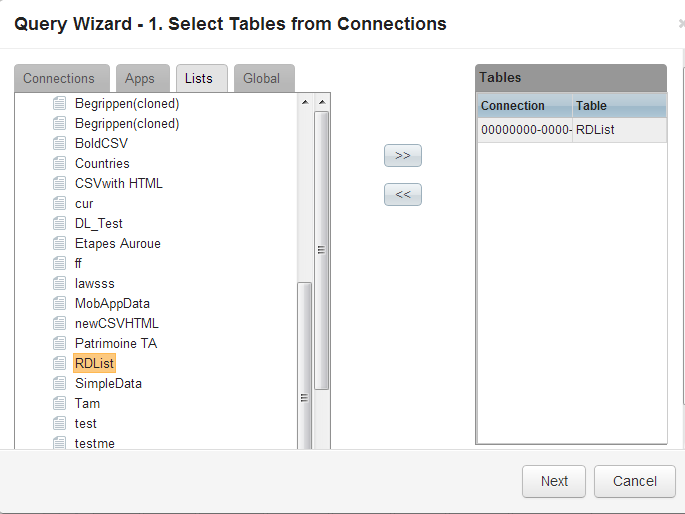 Query Wizard - 1. Select Tables from Connections
Connections Apps Lists Global
Begrippen(cloned)
Begrippen(cloned)
BoldCSV
Countries
CSVwith HTML
cur
DL_Test
Etapes Auroue
ff
lawsss
MobAppData
newCSVHTML
Patrimoine TA
RDList
SimpleData
Tam
test
testme
>>
<<
Tables
Connection Table
00000000-0000- RDList
Next Cancel